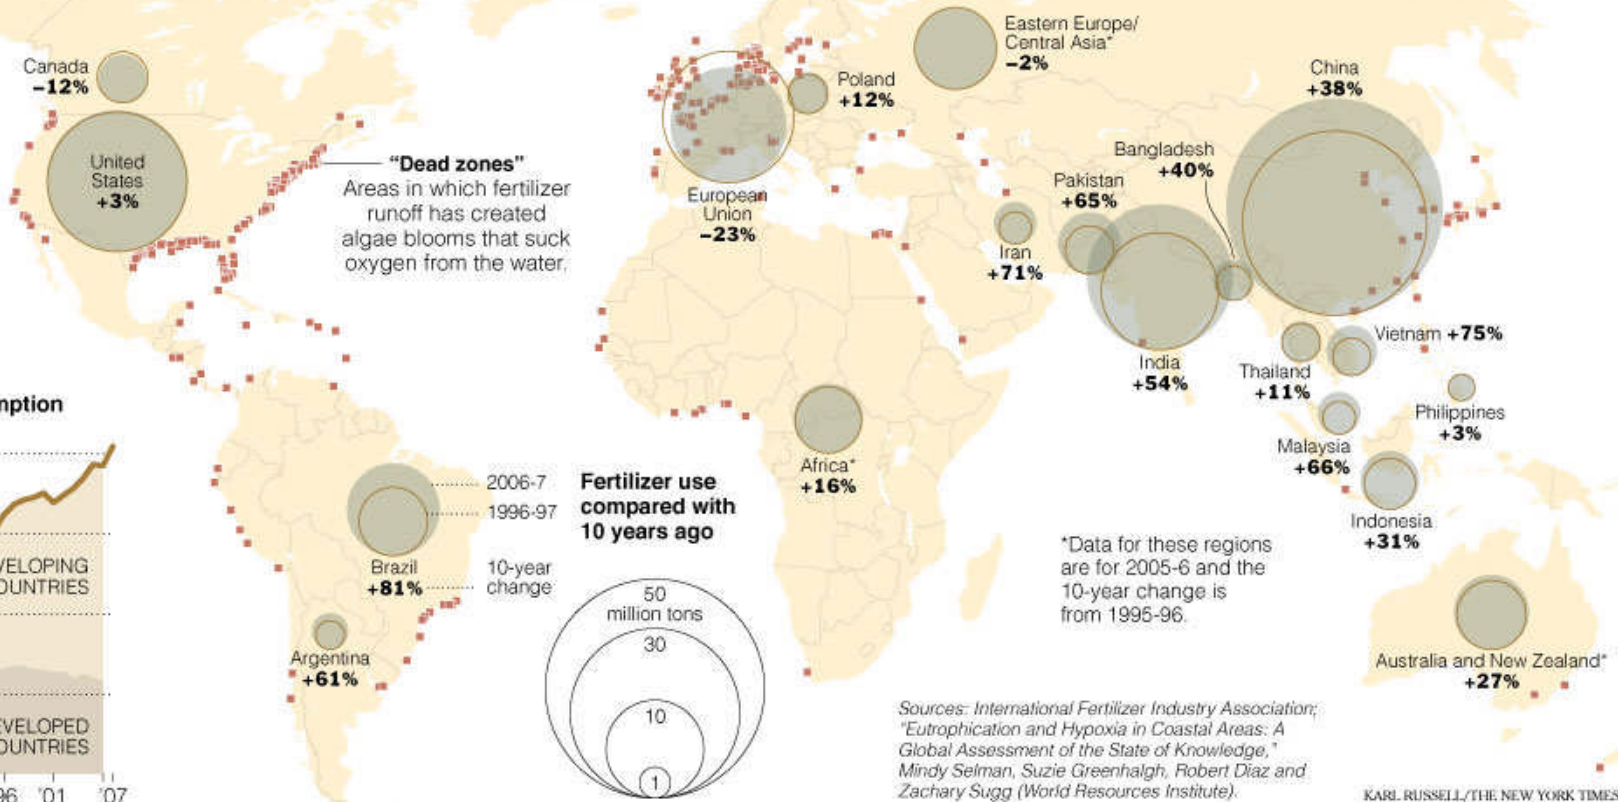 Canada
−12%
United
States
+3%
"Dead zones"
Areas in which fertilizer
runoff has created
algae blooms that suck
oxygen from the water.
European
Union
−23%
Poland
+12%
Eastern Europe/
Central Asia*
−2%
China
+38%
Bangladesh
+40%
Pakistan
+65%
Iran
+71%
India
+54%
Vietnam +75%
Thailand
+11%
Philippines
+3%
Malaysia
+66%
Indonesia
+31%
Africa*
+16%
Brazil
+81%
Argentina
+61%
2006-7
1996-97
10-year
change
Fertilizer use
compared with
10 years ago
50
million tons
30
10
1
*Data for these regions
are for 2005-6 and the
10-year change is
from 1995-96.
Australia and New Zealand*
+27%
mption
VELOPING
OUNTRIES
EVELOPED
OUNTRIES
96 '01 '07
Sources: International Fertilizer Industry Association;
"Eutrophication and Hypoxia in Coastal Areas: A
Global Assessment of the State of Knowledge,"
Mindy Selman, Suzie Greenhalgh, Robert Diaz and
Zachary Sugg (World Resources Institute).
KARL RUSSELL/THE NEW YORK TIMES